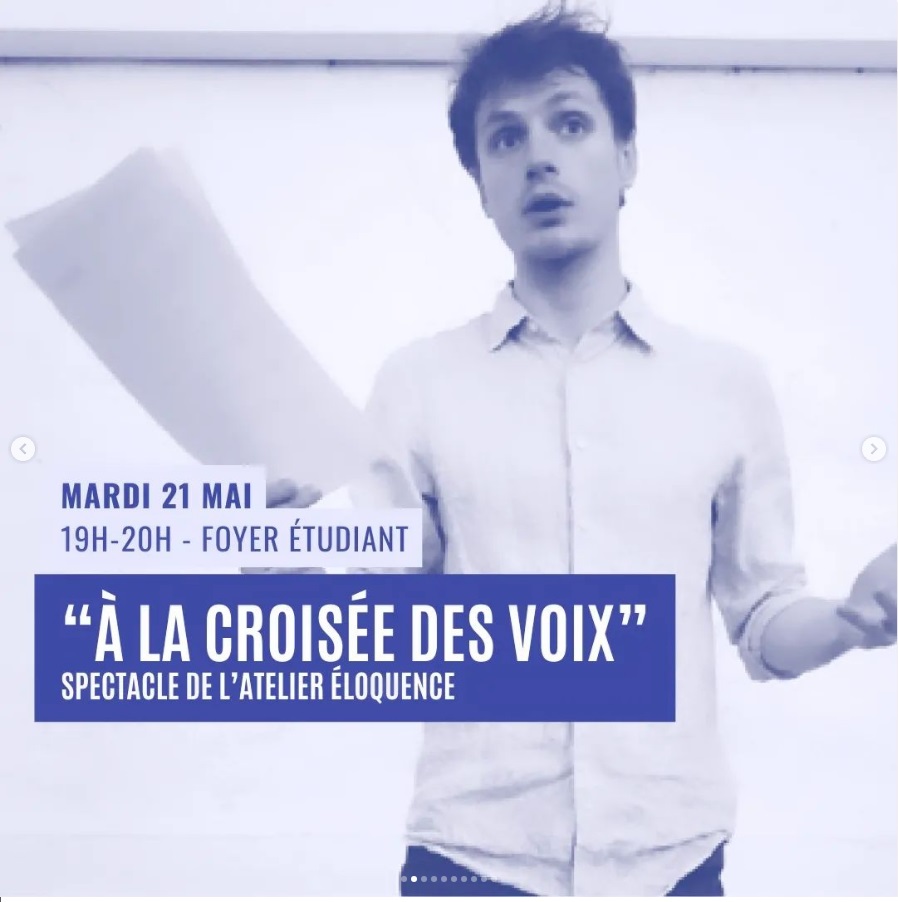 MARDI 21 MAI
19H-20H - FOYER ÉTUDIANT
“À LA CROISÉE DES VOIX”
SPECTACLE DE L’ATELIER ÉLOQUENCE